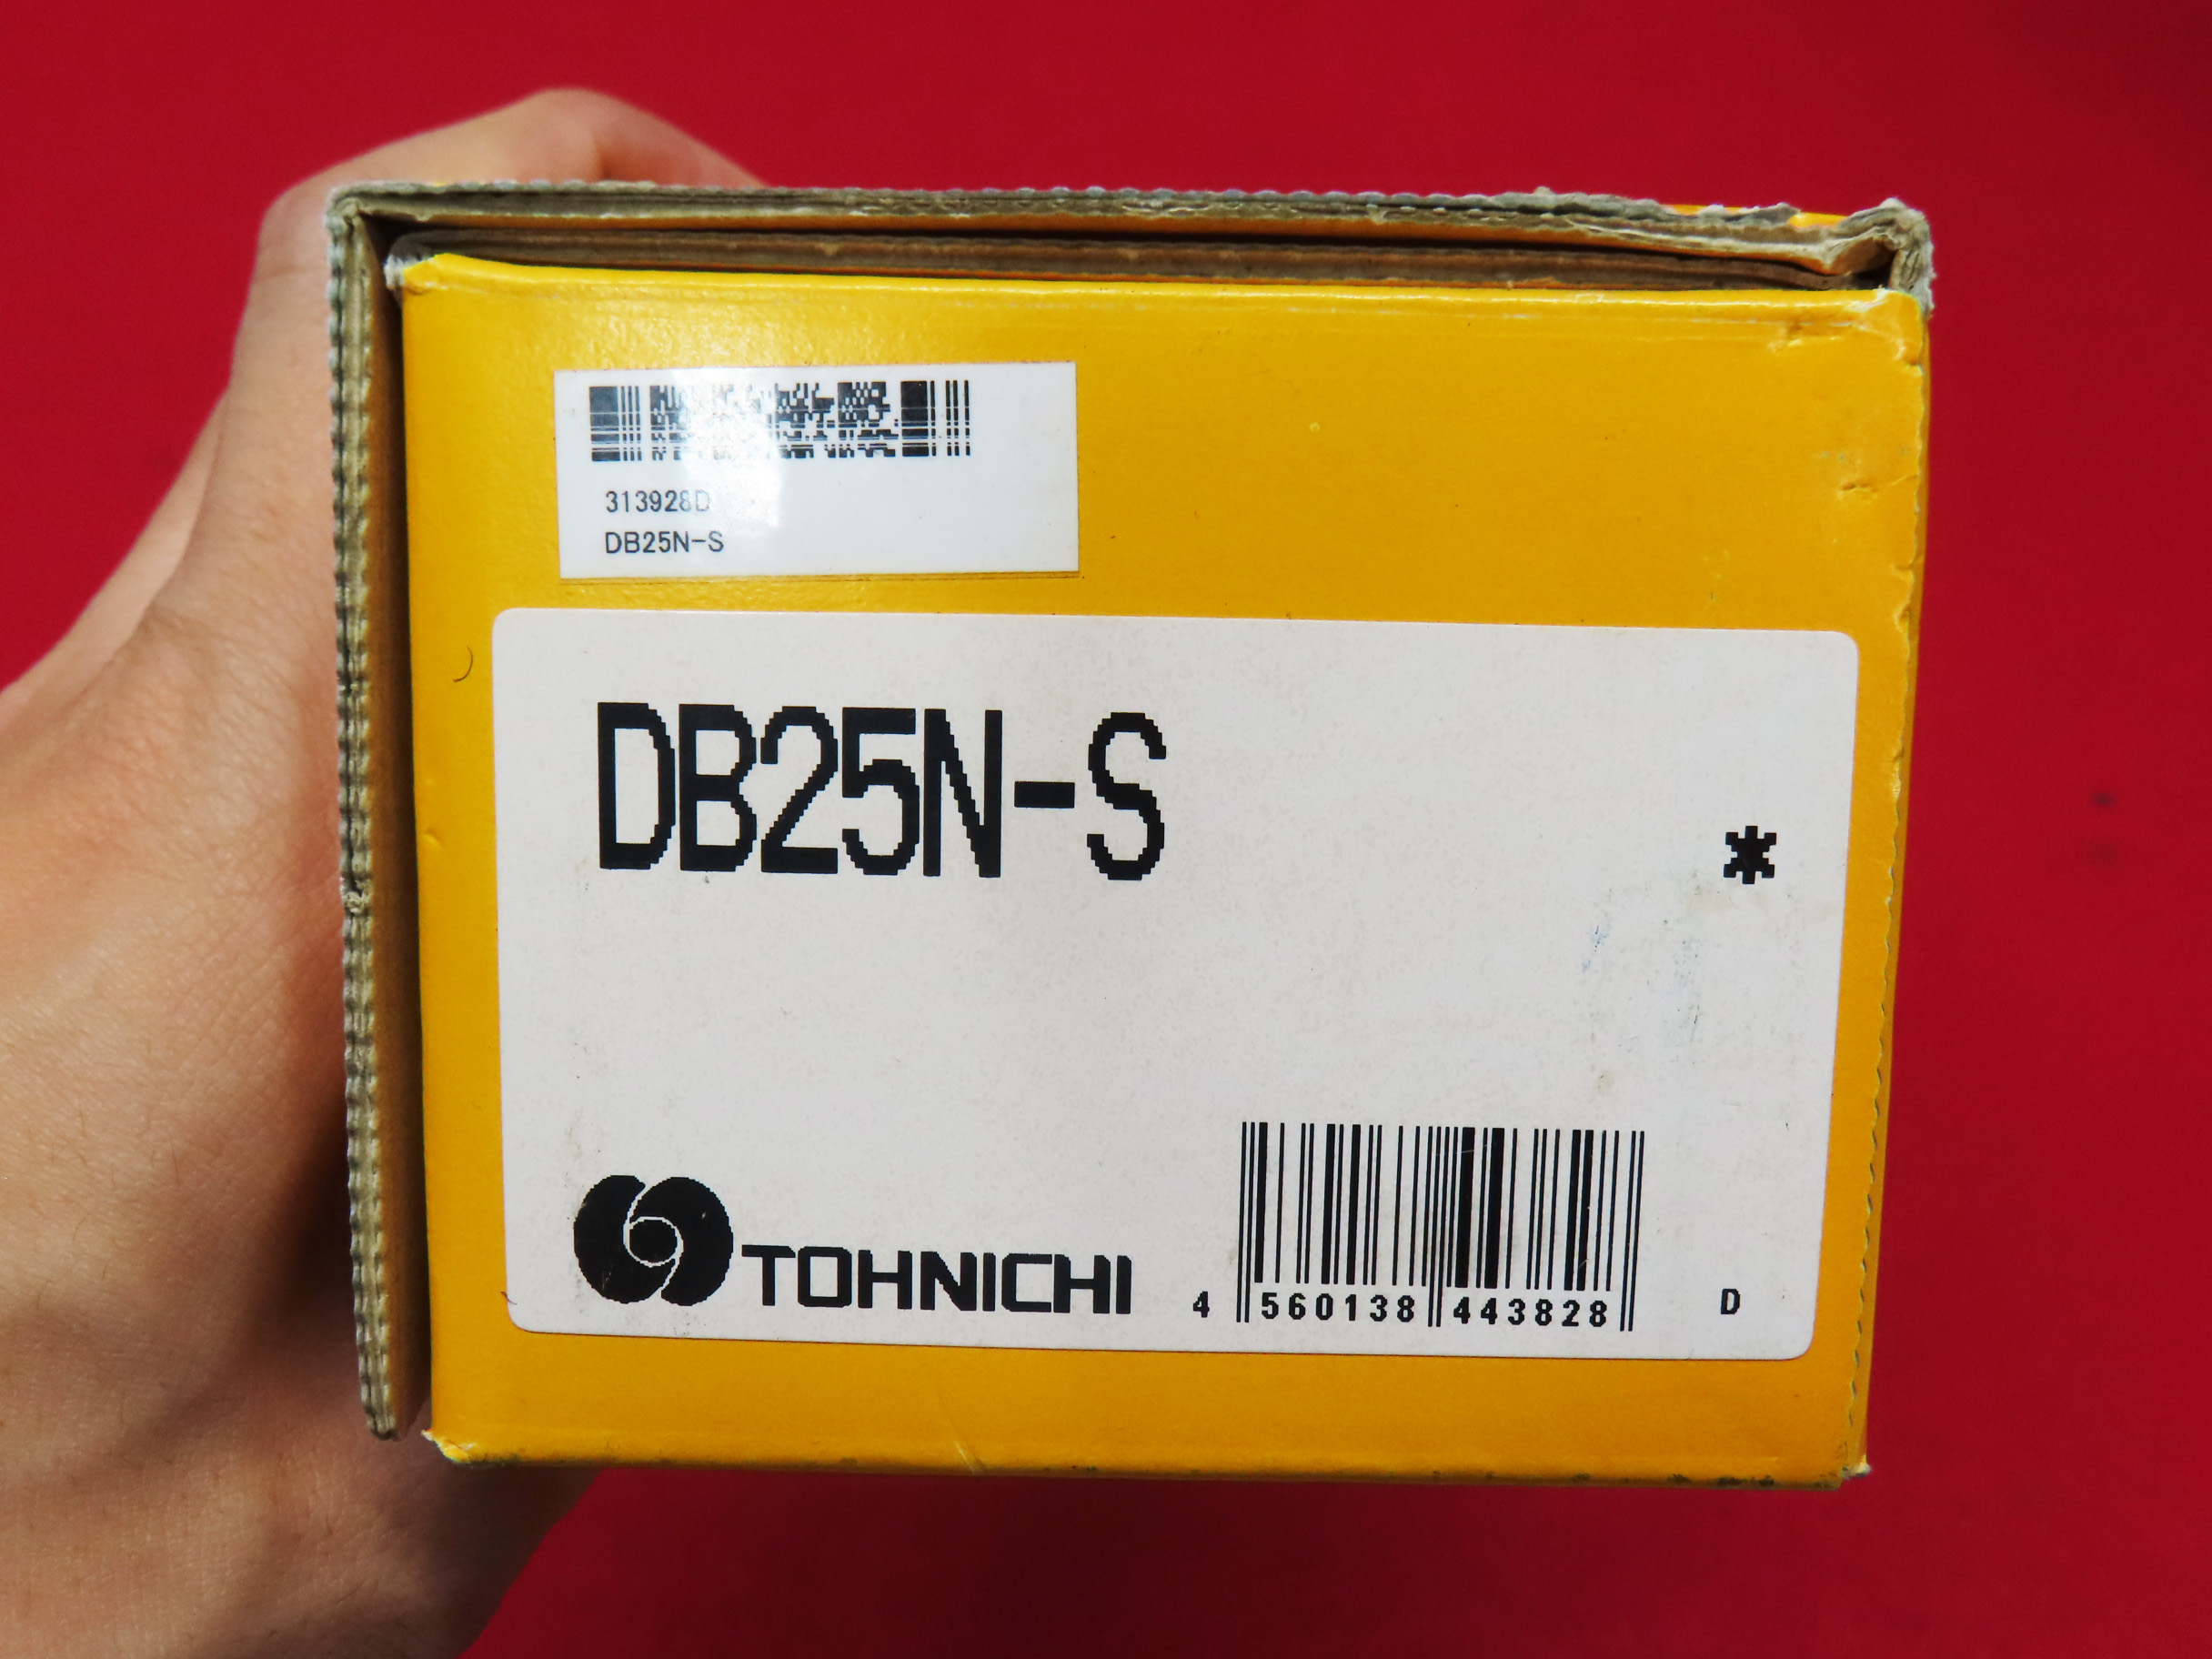 313928D
DB25N-S
DB25N-S
*
TOHNICHI
4 560138 443828
D